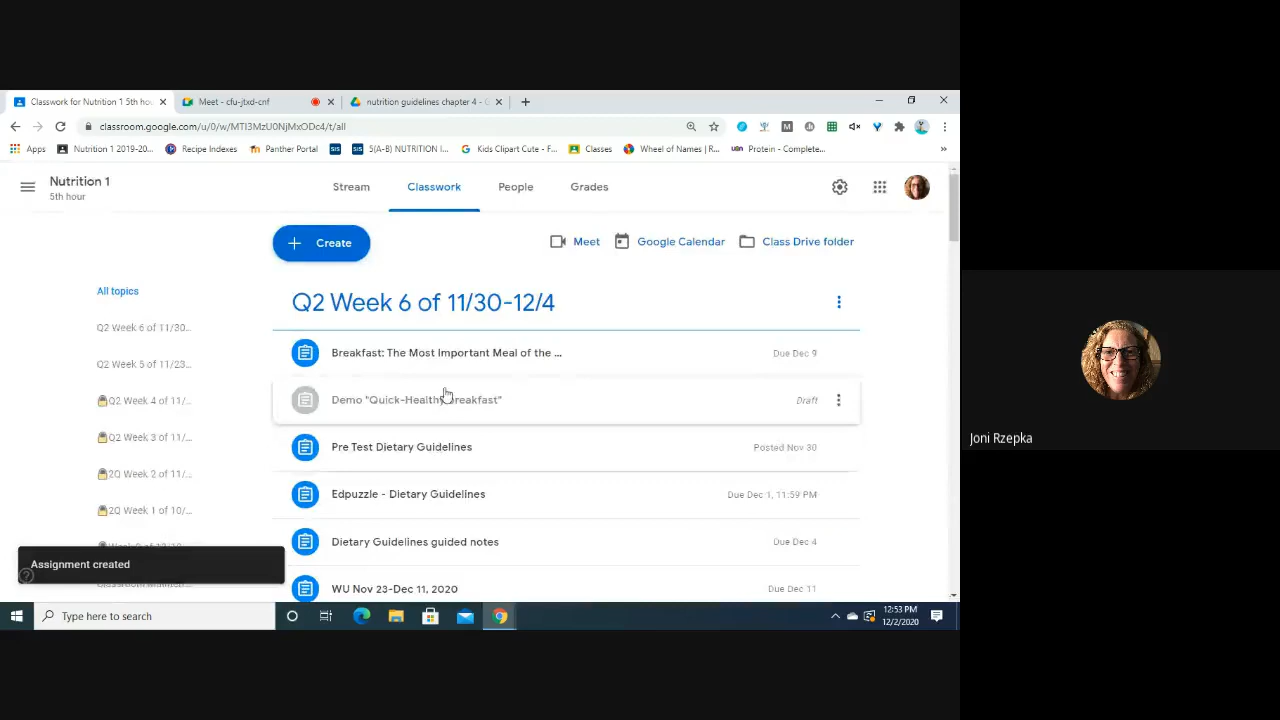 Classwork for Nutrition 1 5th hou
Meet - cfu-jtxd-cnf
nutrition guidelines chapter 4 - G
classroom.google.com/u/0/w/MTI3MzU0NjMxODc4/t/all
Apps
Nutrition 1 2019-20...
Recipe Indexes
Panther Portal
SIS
SIS
5(A-B) NUTRITION I...
Kids Clipart Cute - F...
Classes
Wheel of Names | R...
Protein - Complete...
Nutrition 1
5th hour
Stream
Classwork
People
Grades
Create
Meet
Google Calendar
Class Drive folder
All topics
Q2 Week 6 of 11/30...
Q2 Week 5 of 11/23...
Q2 Week 4 of 11/...
Q2 Week 3 of 11/...
2Q Week 2 of 11/...
2Q Week 1 of 10/...
Q2 Week 6 of 11/30-12/4
Breakfast: The Most Important Meal of the ...
Due Dec 9
Demo "Quick-Healthy Breakfast"
Draft
Pre Test Dietary Guidelines
Posted Nov 30
Edpuzzle - Dietary Guidelines
Due Dec 1, 11:59 PM
Dietary Guidelines guided notes
Due Dec 4
WU Nov 23-Dec 11, 2020
Due Dec 11
Assignment created
Type here to search
12:53 PM
12/2/2020
Joni Rzepka